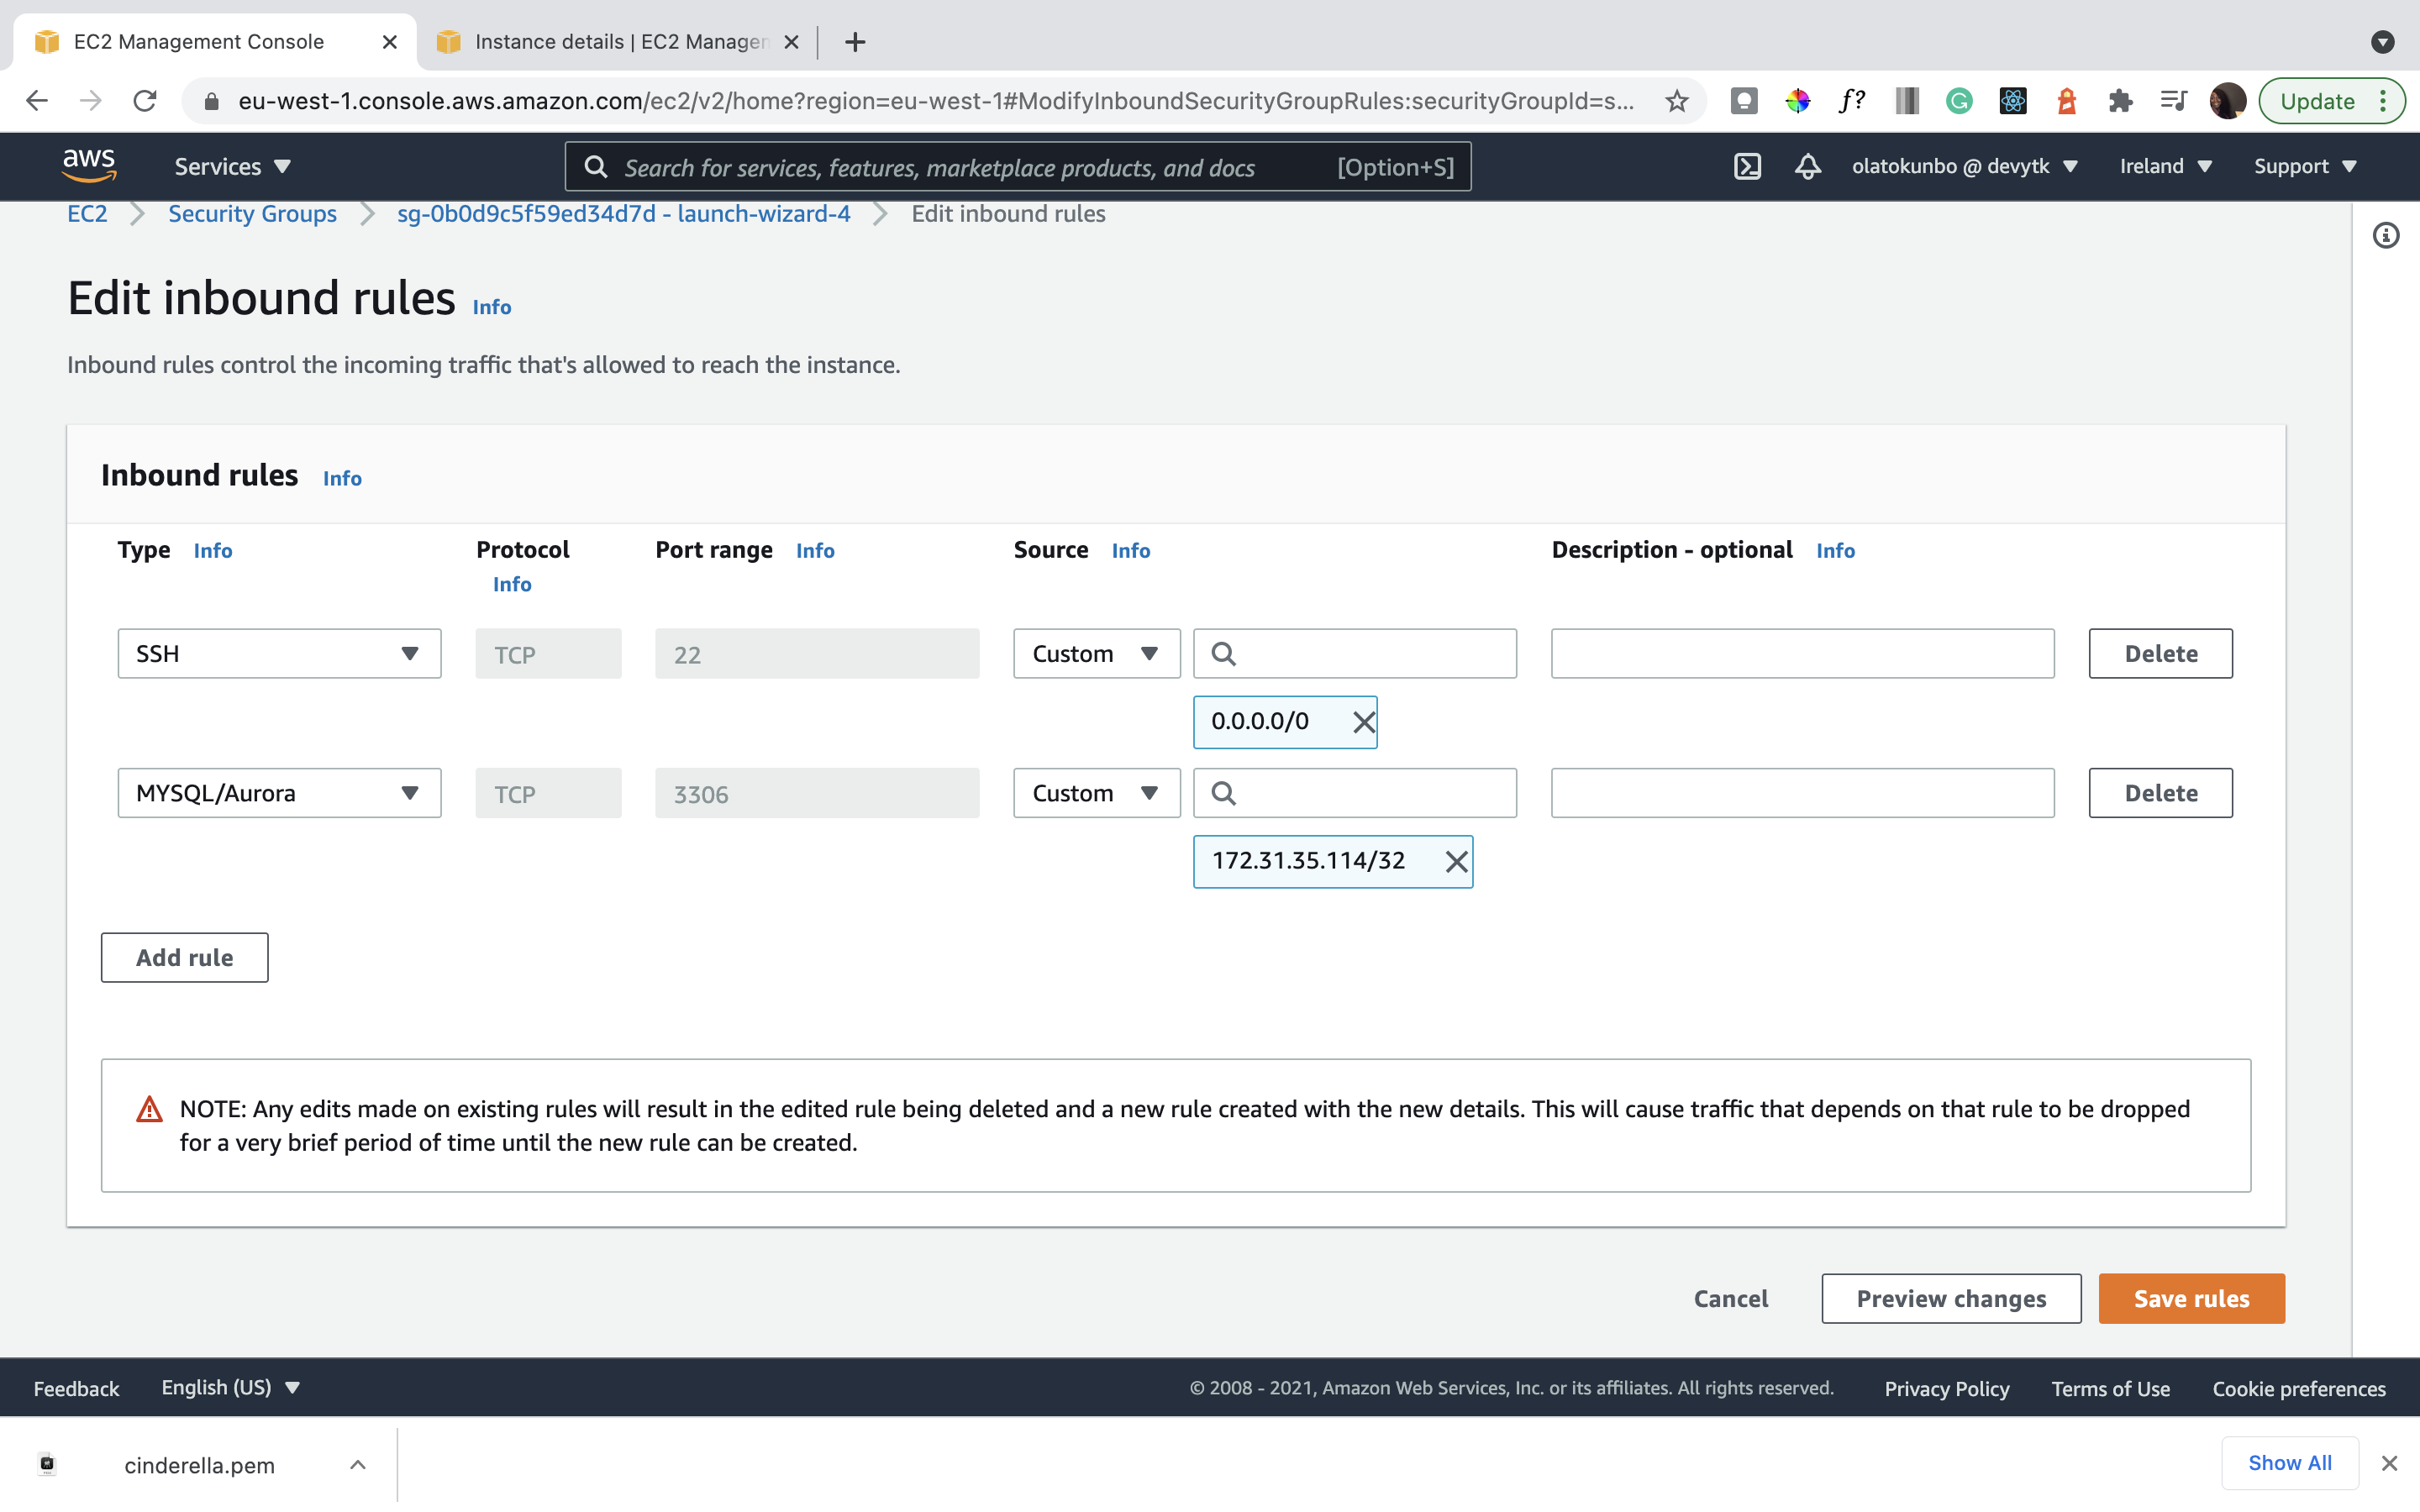 EC2 Management Console
Instance details | EC2 Manager
eu-west-1.console.aws.amazon.com/ec2/v2/home?region=eu-west-1#ModifyInboundSecurityGroupRules:securityGroupId=s...
f?
Update
aws
Services
Search for services, features, marketplace products, and docs
[Option+S]
olatokunbo @ devytk
Ireland
Support
EC2
Security Groups
sg-0b0d9c5f59ed34d7d - launch-wizard-4
Edit inbound rules
Edit inbound rules Info
Inbound rules control the incoming traffic that's allowed to reach the instance.
Inbound rules Info
Type Info
Protocol
Info
Port range Info
Source Info
Description - optional Info
SSH
TCP
22
Custom
Delete
0.0.0.0/0
MYSQL/Aurora
TCP
3306
Custom
Delete
172.31.35.114/32
Add rule
NOTE: Any edits made on existing rules will result in the edited rule being deleted and a new rule created with the new details. This will cause traffic that depends on that rule to be dropped
for a very brief period of time until the new rule can be created.
Cancel
Preview changes
Save rules
Feedback
English (US)
© 2008 - 2021, Amazon Web Services, Inc. or its affiliates. All rights reserved.
Privacy Policy
Terms of Use
Cookie preferences
cinderella.pem
Show All